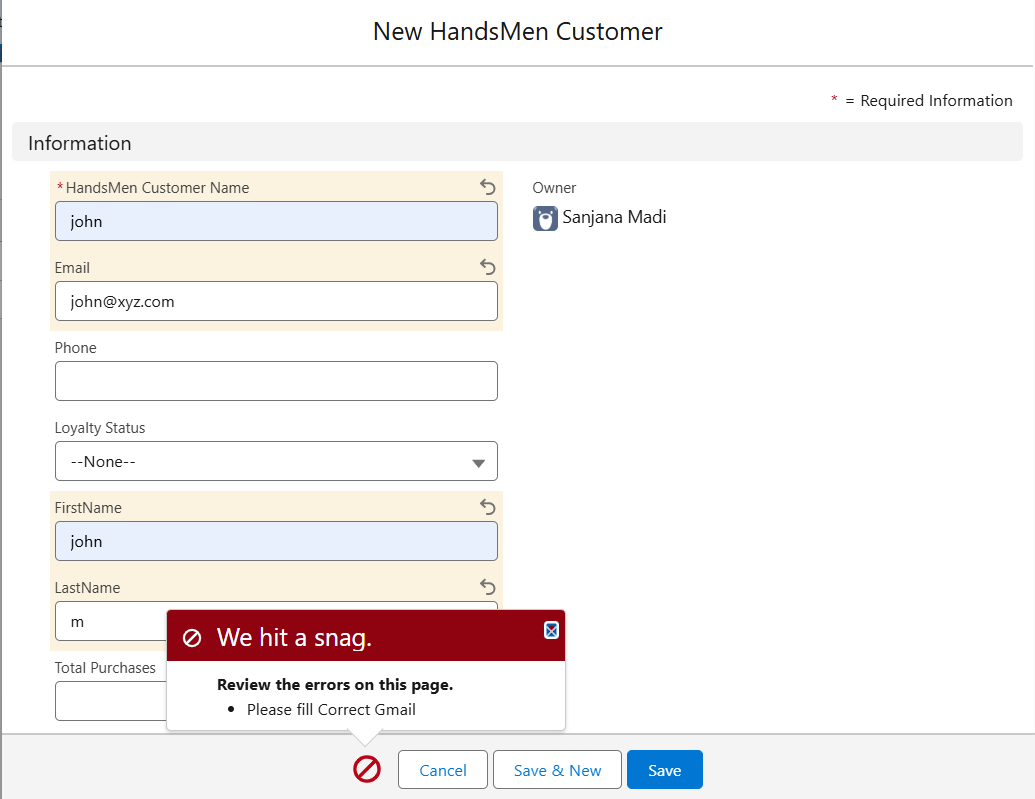 New HandsMen Customer
* = Required Information
Information
*HandsMen Customer Name
john
Owner
Sanjana Madi
Email
john@xyz.com
Phone
Loyalty Status
--None--
FirstName
john
LastName
m
We hit a snag.
Total Purchases
Review the errors on this page.
• Please fill Correct Gmail
Cancel
Save & New
Save